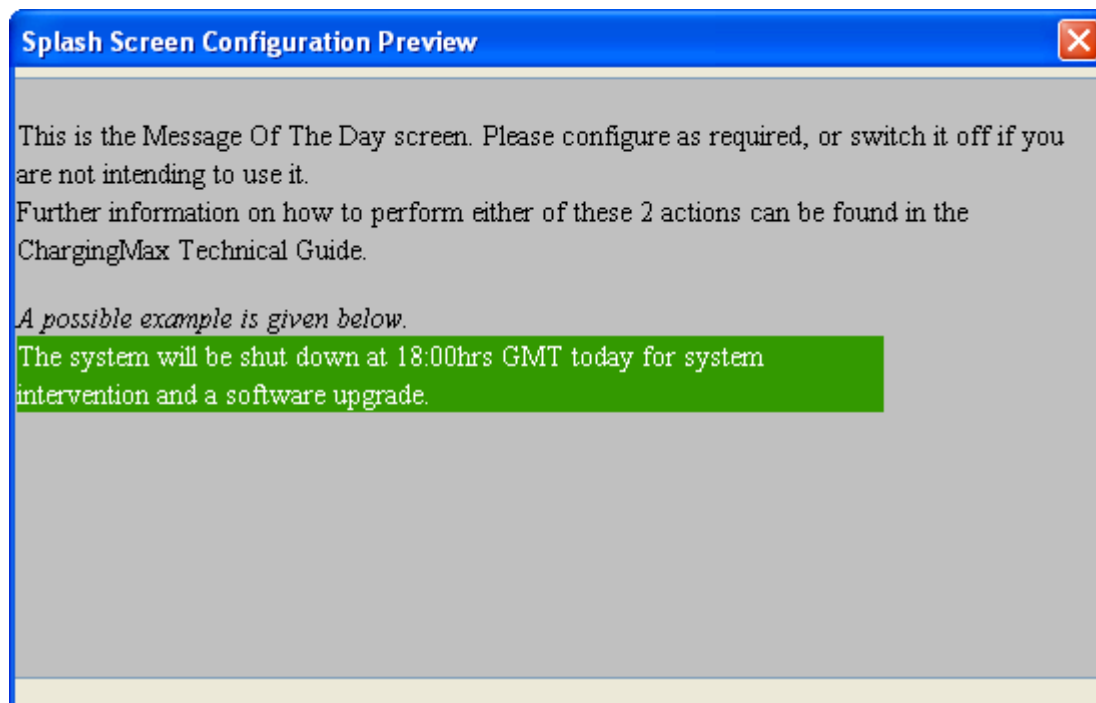 Splash Screen Configuration Preview
This is the Message Of The Day screen. Please configure as required, or switch it off if you
are not intending to use it.
Further information on how to perform either of these 2 actions can be found in the
ChargingMax Technical Guide.
A possible example is given below.
The system will be shut down at 18:00hrs GMT today for system
intervention and a software upgrade.